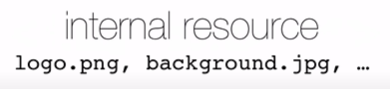 internal resource
logo.png, background.jpg, …